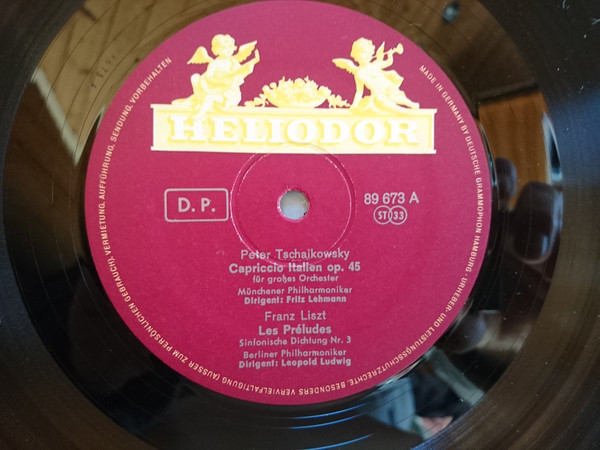 HELIODOR
D. P.
89 673 A
ST 33
Peter Tschaikowsky
Capriccio Italien op. 45
für großes Orchester
Münchener Philharmoniker
Dirigent: Fritz Lehmann
Franz Liszt
Les Préludes
Sinfonische Dichtung Nr. 3
Berliner Philharmoniker
Dirigent: Leopold Ludwig
MADE IN GERMANY BY DEUTSCHE GRAMMOPHON HAMBURG · URHEBER- UND LEISTUNGSSCHUTZRECHTE, BESONDERS VERVIELFÄLTIGUNG (AUSSER ZUM PERSÖNLICHEN GEBRAUCH), VERMIETUNG, AUFFÜHRUNG, SENDUNG, VORBEHALTEN